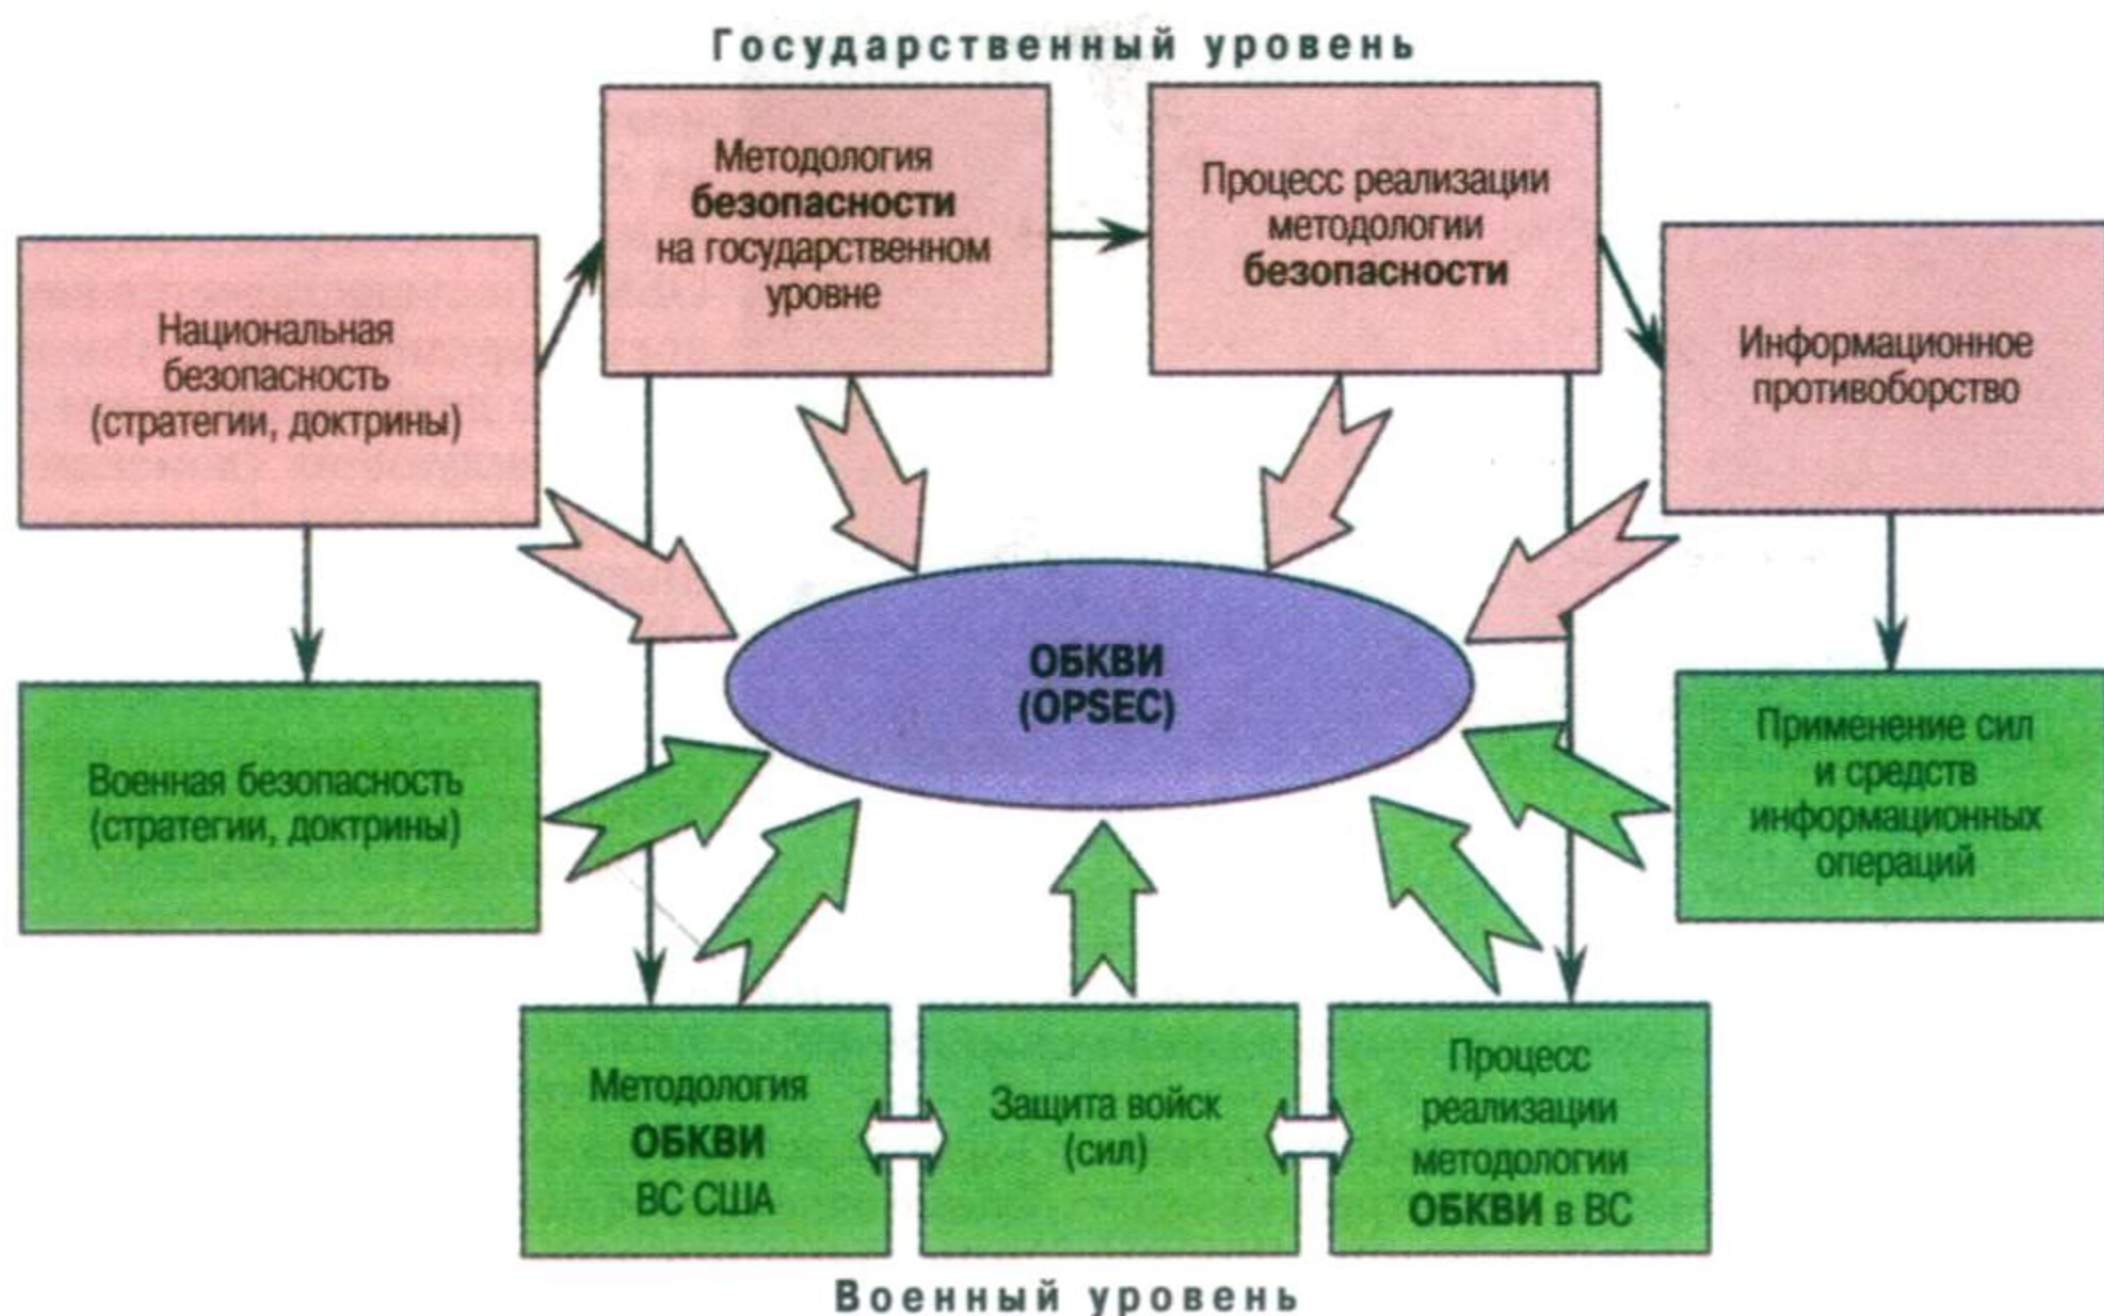 Государственный уровень
Методология
безопасности
на государственном
уровне
Процесс реализации
методологии
безопасности
Национальная
безопасность
(стратегии, доктрины)
Информационное
противоборство
ОБКВИ
(OPSEC)
Военная безопасность
(стратегии, доктрины)
Применение сил
и средств
информационных
операций
Методология
ОБКВИ
ВС США
Защита войск
(сил)
Процесс
реализации
методологии
ОБКВИ в ВС
Военный уровень